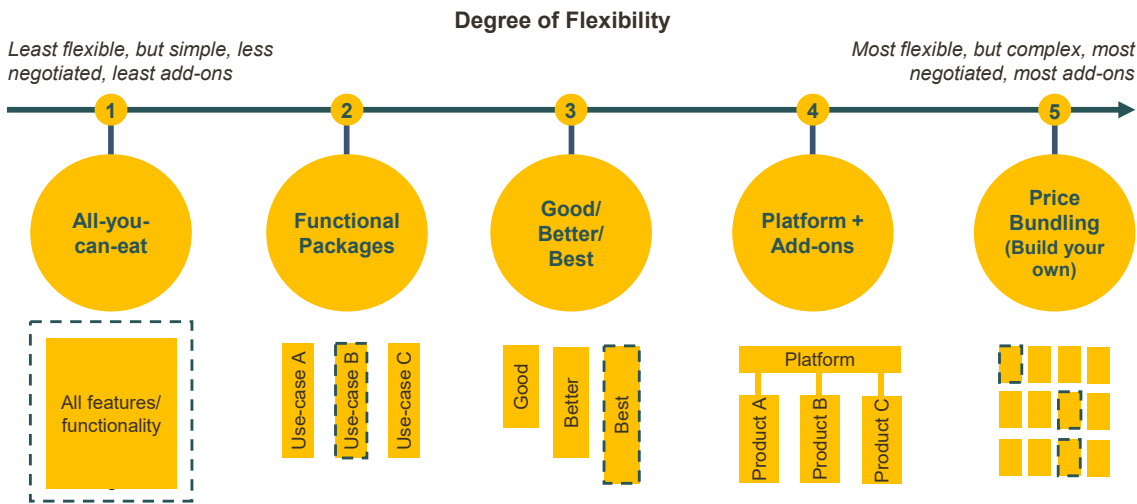 Degree of Flexibility
Least flexible, but simple, less
negotiated, least add-ons
Most flexible, but complex, most
negotiated, most add-ons
1
2
3
4
5
All-you-
can-eat
Functional
Packages
Good/
Better/
Best
Platform +
Add-ons
Price
Bundling
(Build your
own)
All features/
functionality
Use-case A
Use-case B
Use-case C
Good
Better
Best
Platform
Product A
Product B
Product C